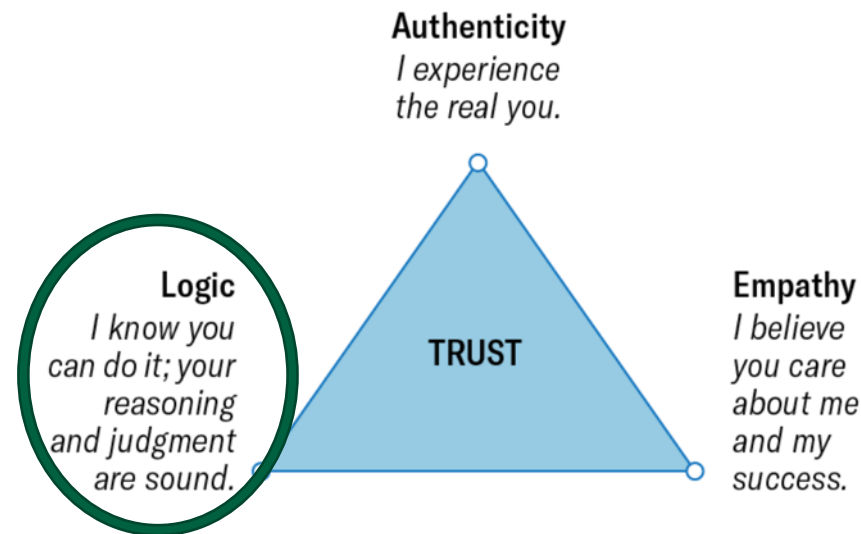 Authenticity
I experience
the real you.
Logic
I know you
can do it; your
reasoning
and judgment
are sound.
TRUST
Empathy
I believe
you care
about me
and my
success.